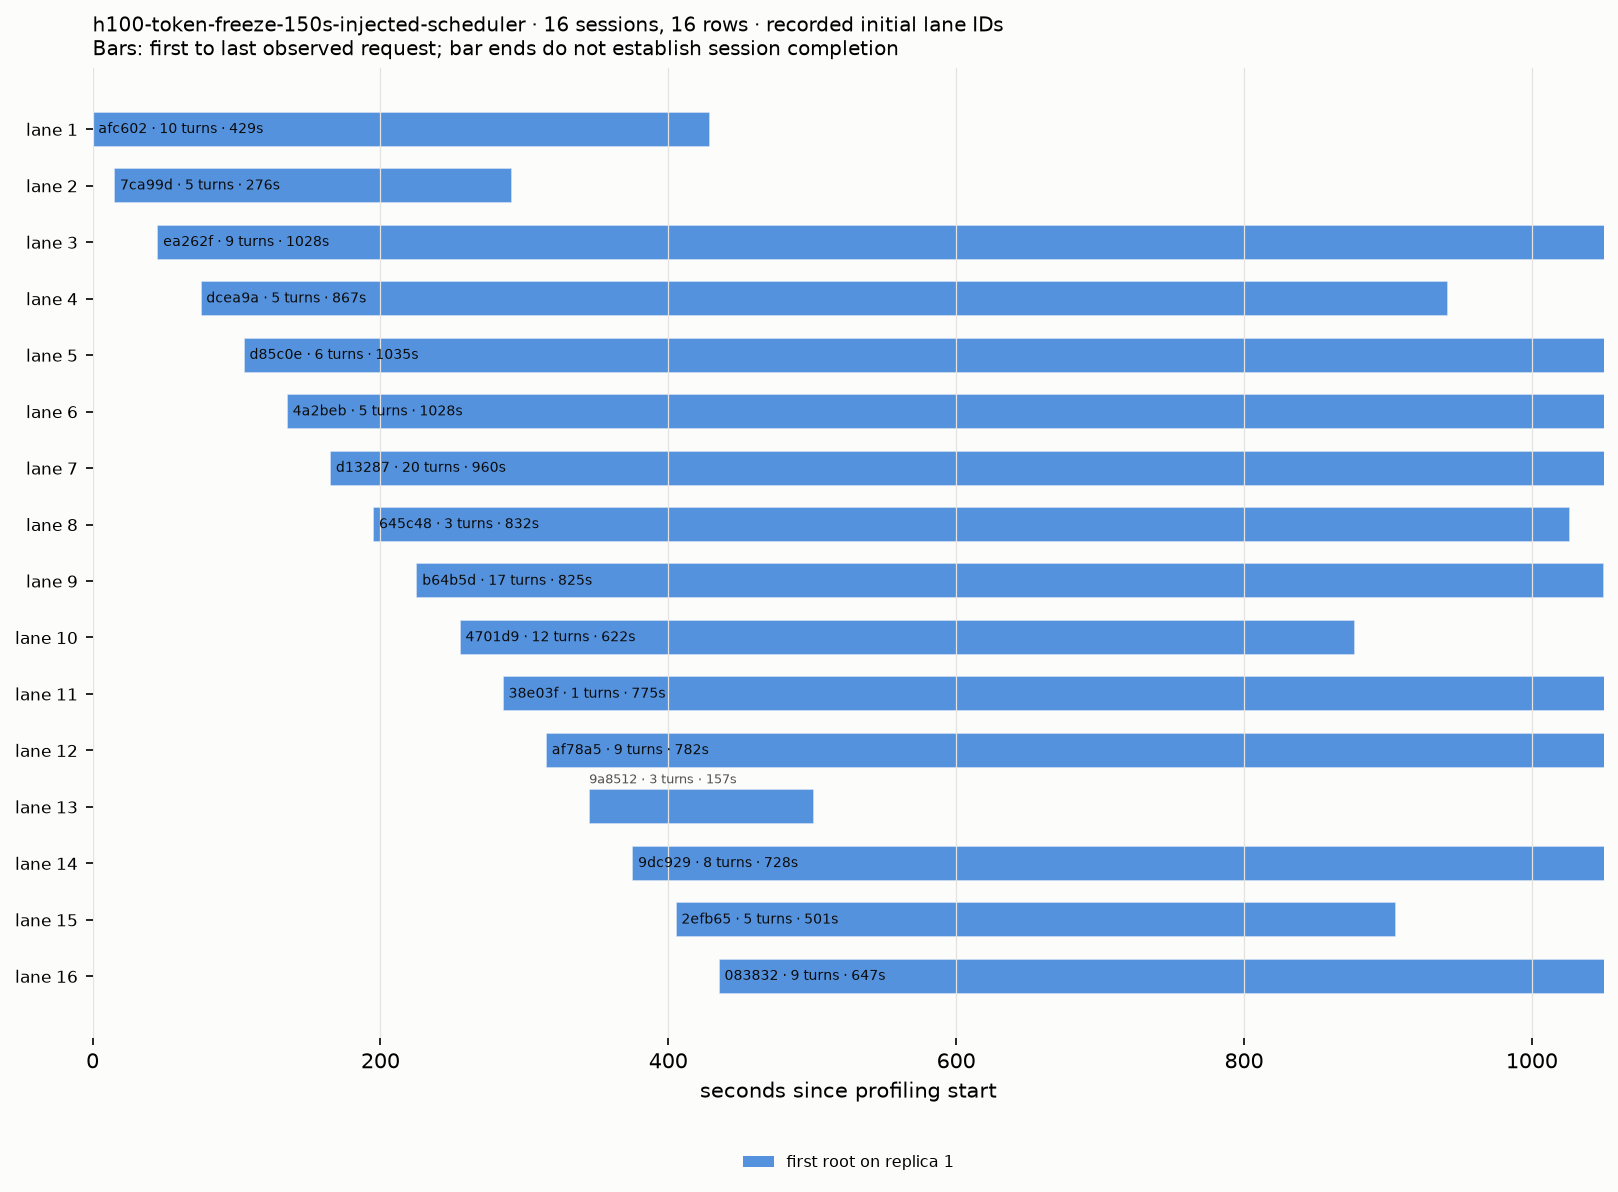 h100-token-freeze-150s-injected-scheduler · 16 sessions, 16 rows · recorded initial lane IDs
Bars: first to last observed request; bar ends do not establish session completion
lane 1
afc602 · 10 turns · 429s
lane 2
7ca99d · 5 turns · 276s
lane 3
ea262f · 9 turns · 1028s
lane 4
dcea9a · 5 turns · 867s
lane 5
d85c0e · 6 turns · 1035s
lane 6
4a2beb · 5 turns · 1028s
lane 7
d13287 · 20 turns · 960s
lane 8
645c48 · 3 turns · 832s
lane 9
b64b5d · 17 turns · 825s
lane 10
4701d9 · 12 turns · 622s
lane 11
38e03f · 1 turns · 775s
lane 12
af78a5 · 9 turns · 782s
9a8512 · 3 turns · 157s
lane 13
lane 14
9dc929 · 8 turns · 728s
lane 15
2efb65 · 5 turns · 501s
lane 16
083832 · 9 turns · 647s
0 200 400 600 800 1000
seconds since profiling start
first root on replica 1